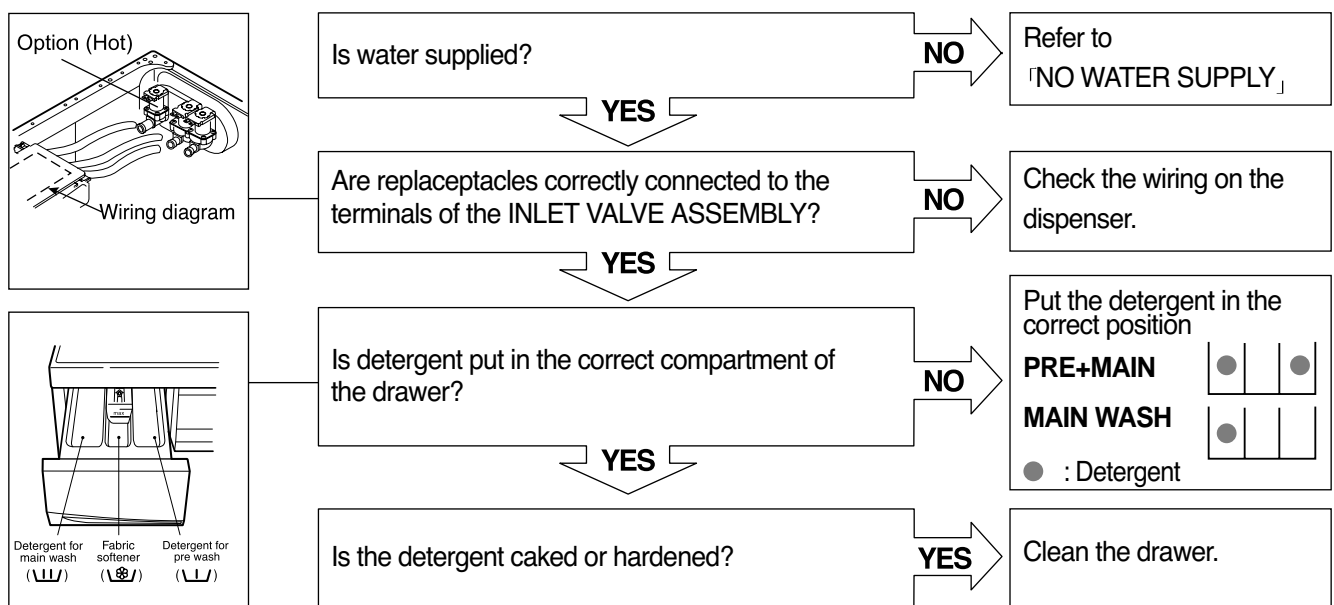 Option (Hot)
Wiring diagram
Is water supplied?
NO
Refer to
「NO WATER SUPPLY」
YES
Are replaceptacles correctly connected to the
terminals of the INLET VALVE ASSEMBLY?
NO
Check the wiring on the
dispenser.
YES
max
Detergent for
main wash
Fabric
softener
Detergent for
pre wash
Is detergent put in the correct compartment of
the drawer?
NO
Put the detergent in the
correct position
PRE+MAIN
MAIN WASH
: Detergent
YES
Is the detergent caked or hardened?
YES
Clean the drawer.